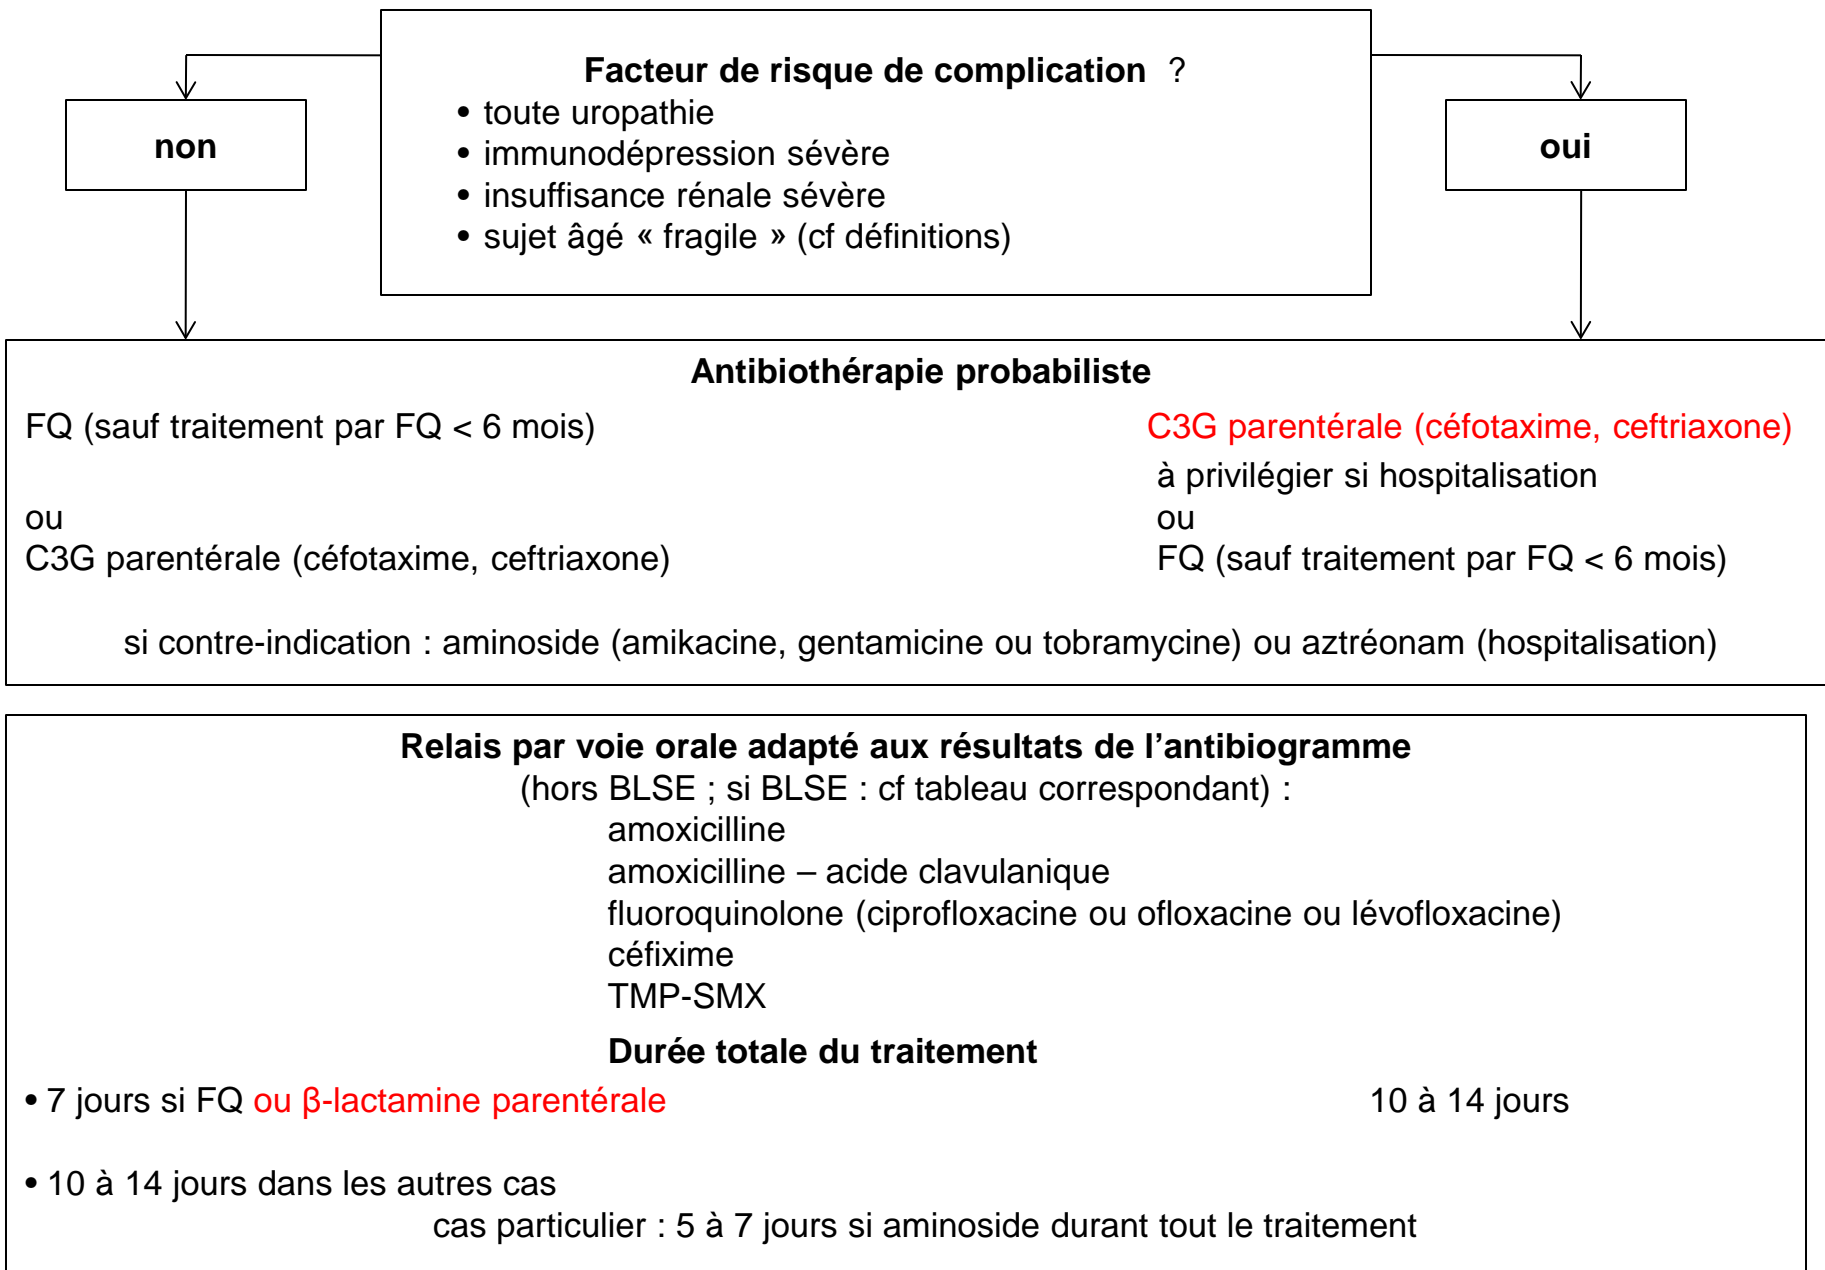 Facteur de risque de complication ?
• toute uropathie
• immunodépression sévère
• insuffisance rénale sévère
• sujet âgé « fragile » (cf définitions)
non
oui
Antibiothérapie probabiliste
FQ (sauf traitement par FQ < 6 mois)
ou
C3G parentérale (céfotaxime, ceftriaxone)
C3G parentérale (céfotaxime, ceftriaxone)
à privilégier si hospitalisation
ou
FQ (sauf traitement par FQ < 6 mois)
si contre-indication : aminoside (amikacine, gentamicine ou tobramycine) ou aztréonam (hospitalisation)
Relais par voie orale adapté aux résultats de l’antibiogramme
(hors BLSE ; si BLSE : cf tableau correspondant) :
amoxicilline
amoxicilline – acide clavulanique
fluoroquinolone (ciprofloxacine ou ofloxacine ou lévofloxacine)
céfixime
TMP-SMX
Durée totale du traitement
• 7 jours si FQ ou β-lactamine parentérale
10 à 14 jours
• 10 à 14 jours dans les autres cas
cas particulier : 5 à 7 jours si aminoside durant tout le traitement